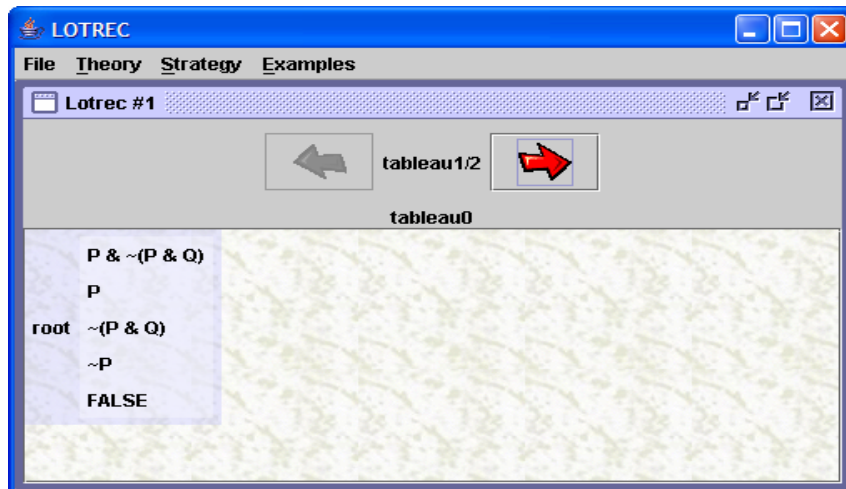 LOTREC
File Theory Strategy Examples
Lotrec #1
tableau1/2
tableau0
P & ~(P & Q)
P
root ~(P & Q)
~P
FALSE